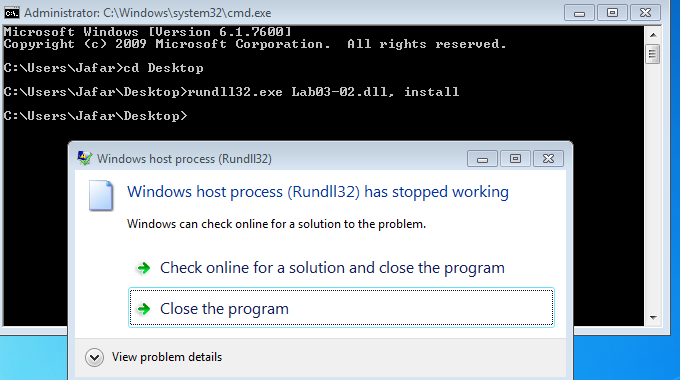 Administrator: C:\Windows\system32\cmd.exe
Microsoft Windows [Version 6.1.7600]
Copyright (c) 2009 Microsoft Corporation.  All rights reserved.
C:\Users\Jafar>cd Desktop
C:\Users\Jafar\Desktop>rundll32.exe Lab03-02.dll, install
C:\Users\Jafar\Desktop>
Windows host process (Rundll32)
Windows host process (Rundll32) has stopped working
Windows can check online for a solution to the problem.
Check online for a solution and close the program
Close the program
View problem details